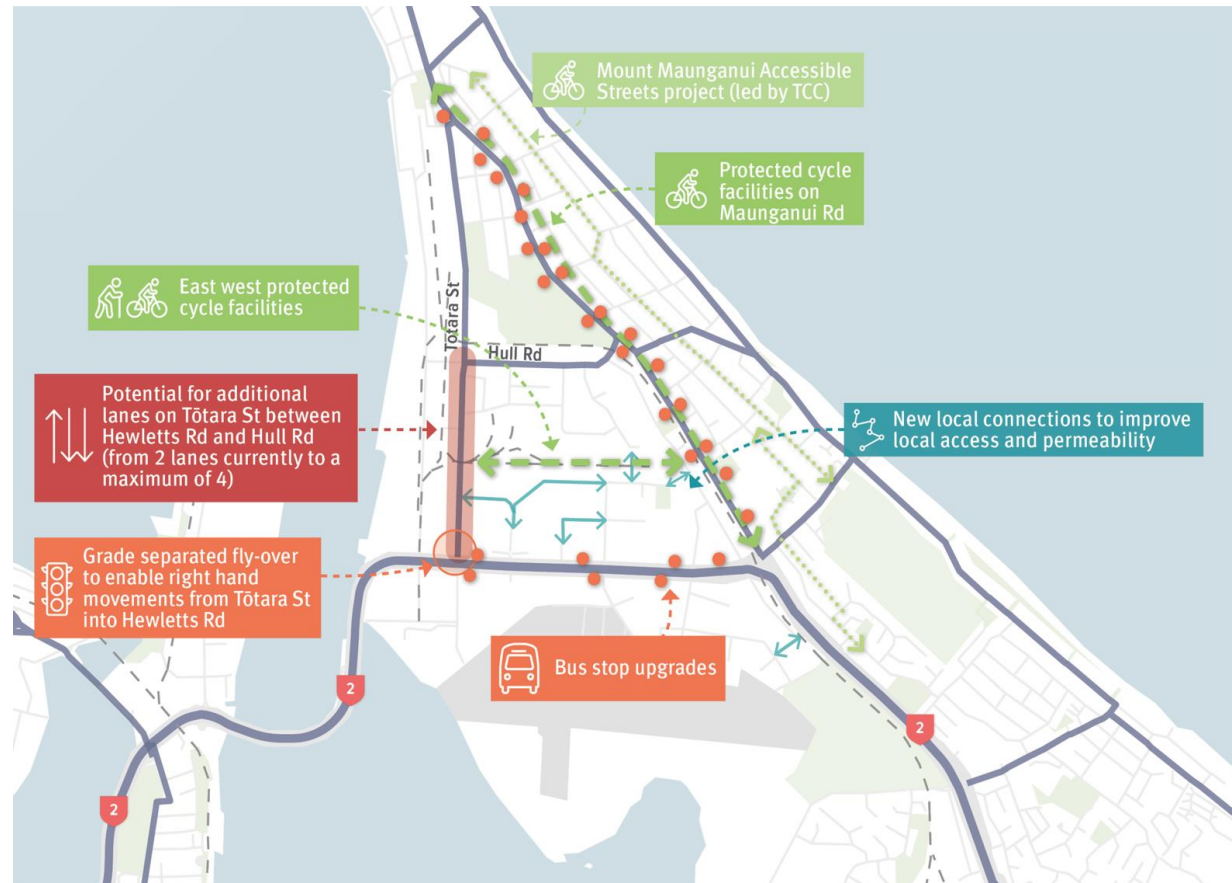 Mount Maunganui Accessible
Streets project (led by TCC)
Protected cycle
facilities on
Maunganui Rd
East west protected
cycle facilities
Tōtara St
Hull Rd
Potential for additional
lanes on Tōtara St between
Hewletts Rd and Hull Rd
(from 2 lanes currently to a
maximum of 4)
New local connections to improve
local access and permeability
Grade separated fly-over
to enable right hand
movements from Tōtara St
into Hewletts Rd
Bus stop upgrades
2
2
2